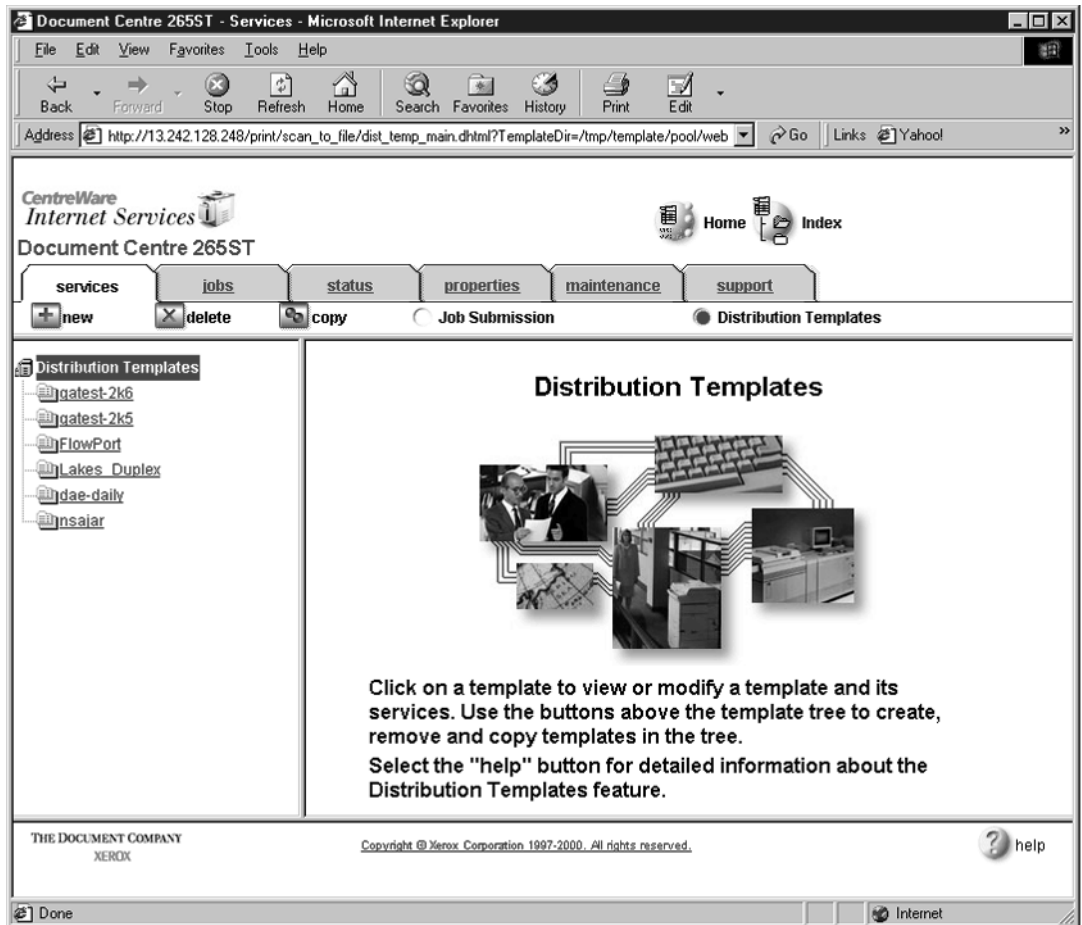 Document Centre 265ST - Services - Microsoft Internet Explorer
File Edit View Favorites Tools Help
Back Forward Stop Refresh Home Search Favorites History Print Edit
Address http://13.242.128.248/print/scan_to_file/dist_temp_main.dhtml?TemplateDir=/tmp/template/pool/web Go Links Yahoo! »
CentreWare
Internet Services
Home Index
Document Centre 265ST
services jobs status properties maintenance support
new delete copy Job Submission Distribution Templates
Distribution Templates
qatest-2k6
qatest-2k5
FlowPort
Lakes_Duplex
dae-daily
nsajar
Distribution Templates
Click on a template to view or modify a template and its
services. Use the buttons above the template tree to create,
remove and copy templates in the tree.
Select the "help" button for detailed information about the
Distribution Templates feature.
THE DOCUMENT COMPANY
XEROX
Copyright © Xerox Corporation 1997-2000. All rights reserved.
? help
Done Internet